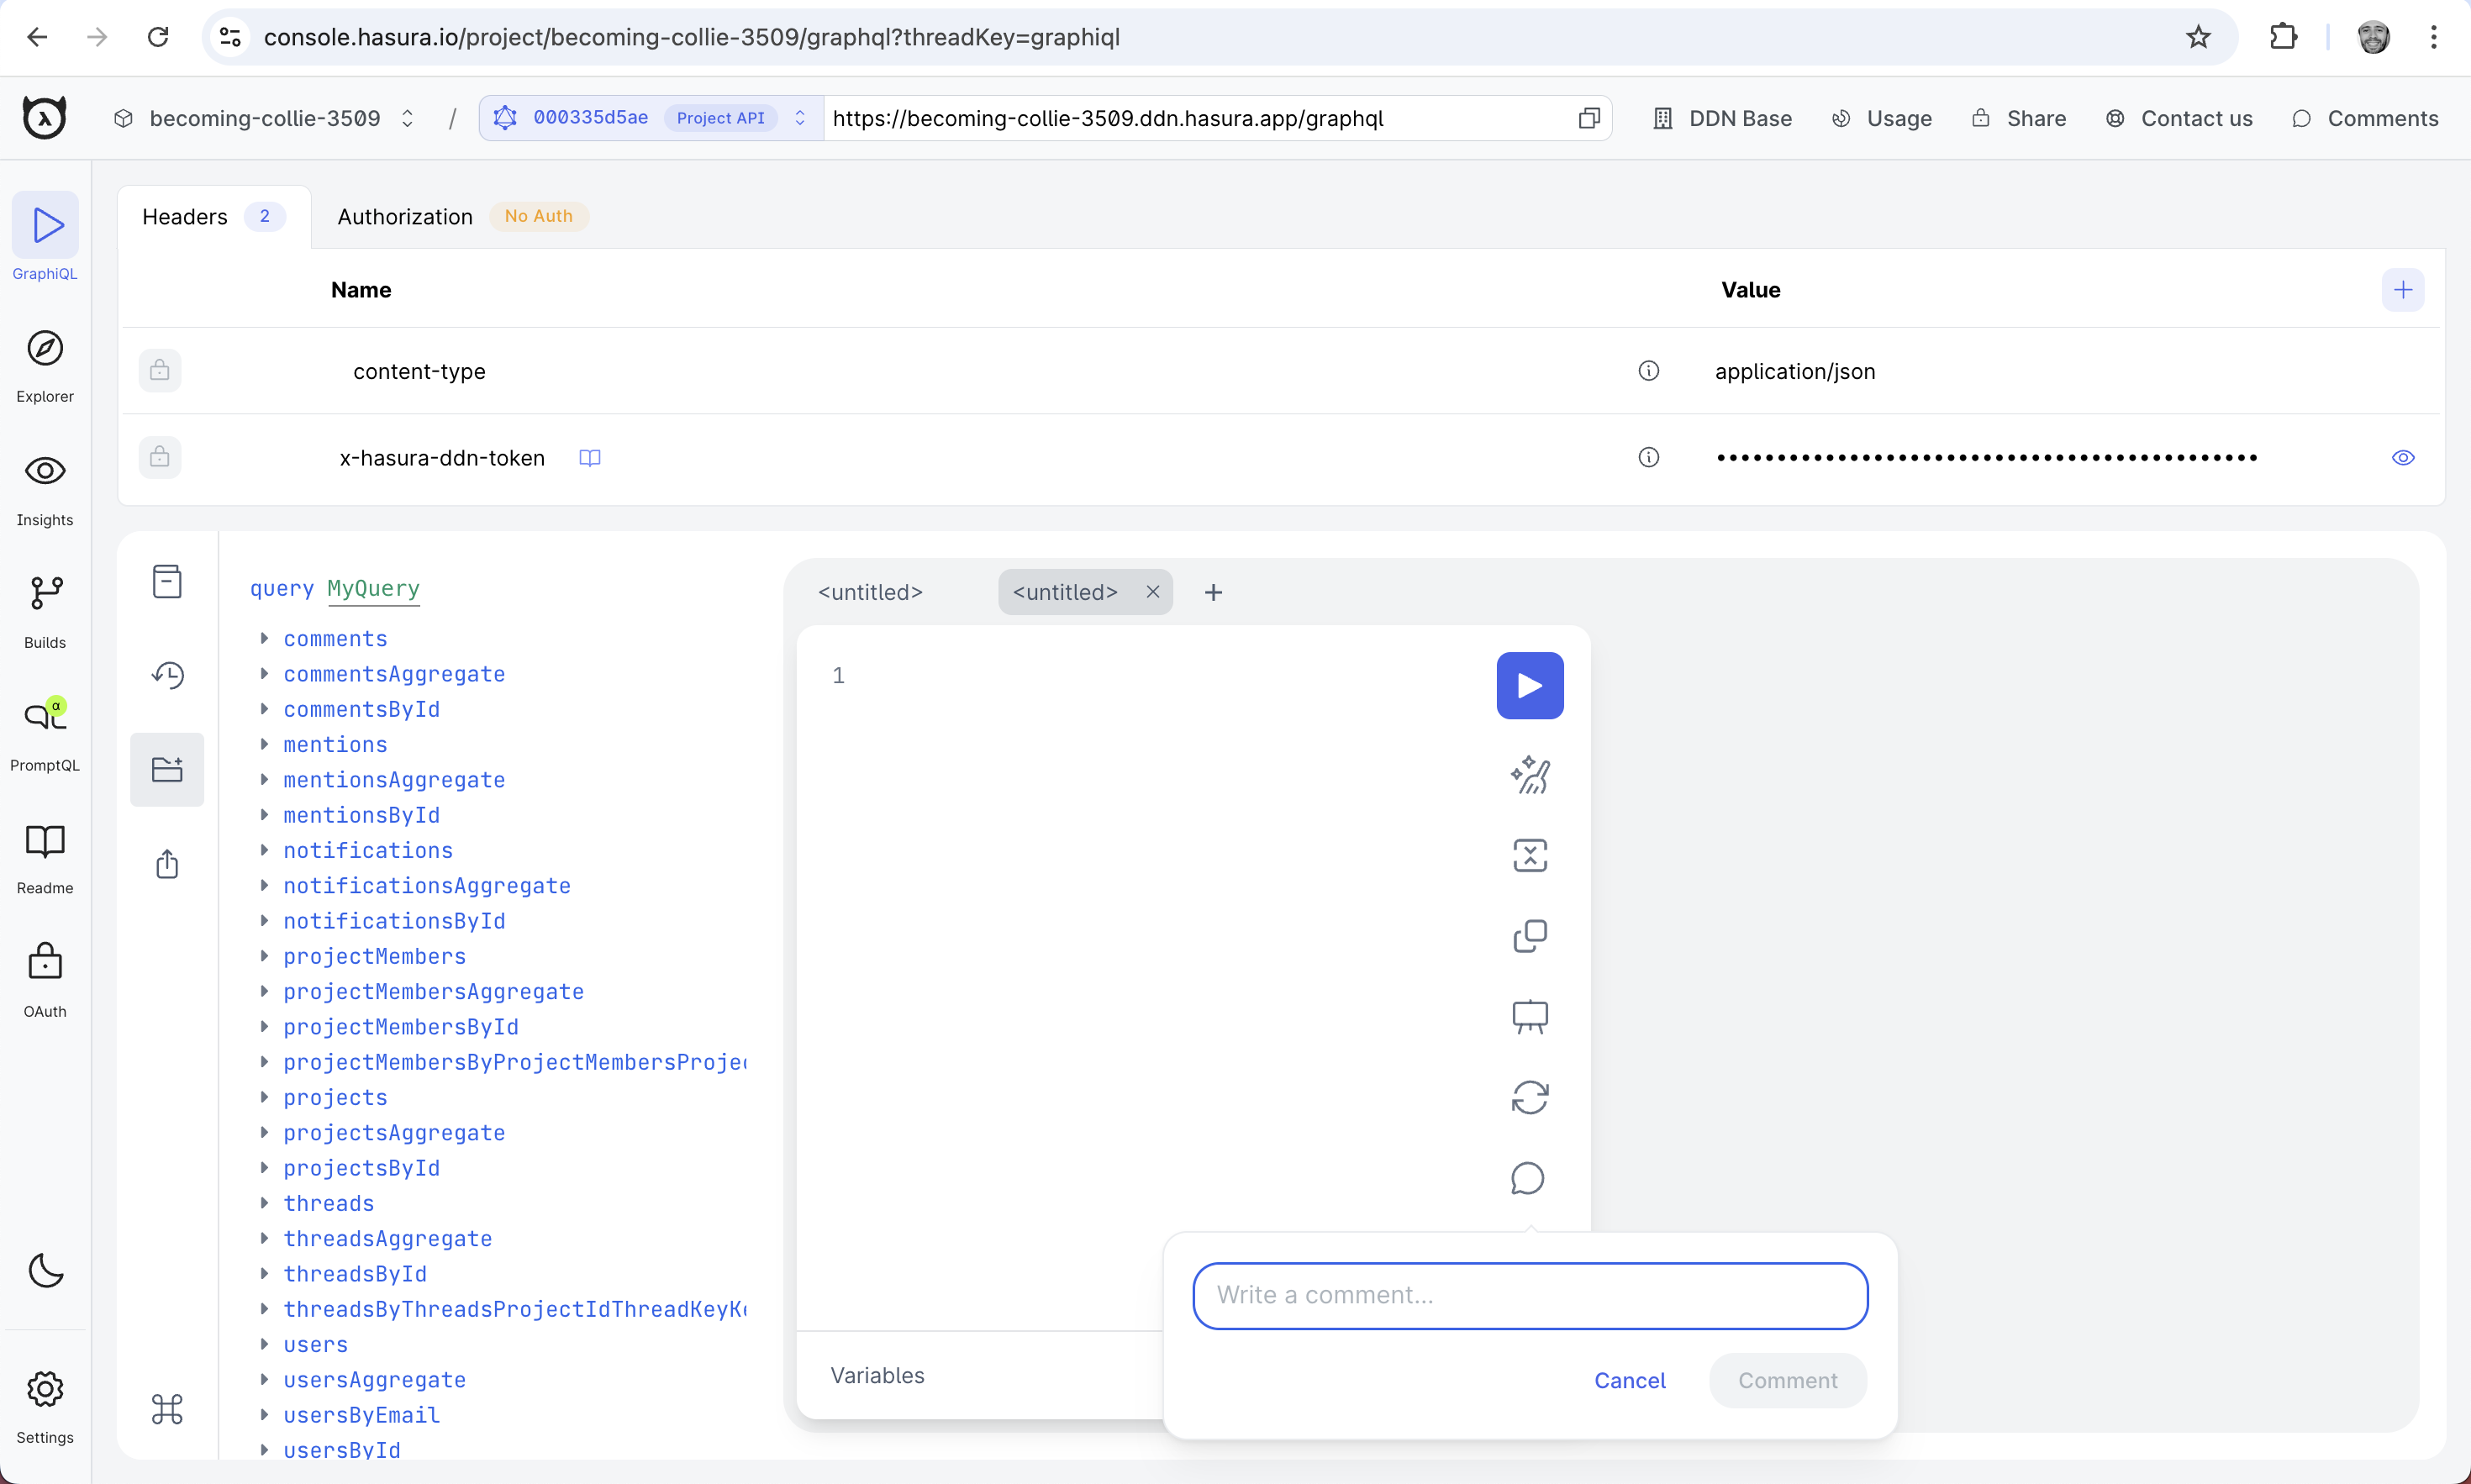 console.hasura.io/project/becoming-collie-3509/graphql?threadKey=graphiql
becoming-collie-3509 / 000335d5ae Project API https://becoming-collie-3509.ddn.hasura.app/graphql DDN Base Usage Share Contact us Comments
GraphiQL
Explorer
Insights
Builds
α
PromptQL
Readme
OAuth
Settings
Headers 2 Authorization No Auth
Name Value
content-type application/json
x-hasura-ddn-token •••••••••••••••••••••••••••••••••••••••••••••
query MyQuery
comments
commentsAggregate
commentsById
mentions
mentionsAggregate
mentionsById
notifications
notificationsAggregate
notificationsById
projectMembers
projectMembersAggregate
projectMembersById
projectMembersByProjectMembersProjec
projects
projectsAggregate
projectsById
threads
threadsAggregate
threadsById
threadsByThreadsProjectIdThreadKeyKe
users
usersAggregate
usersByEmail
usersById
<untitled> <untitled>
1
Variables
Write a comment...
Cancel Comment